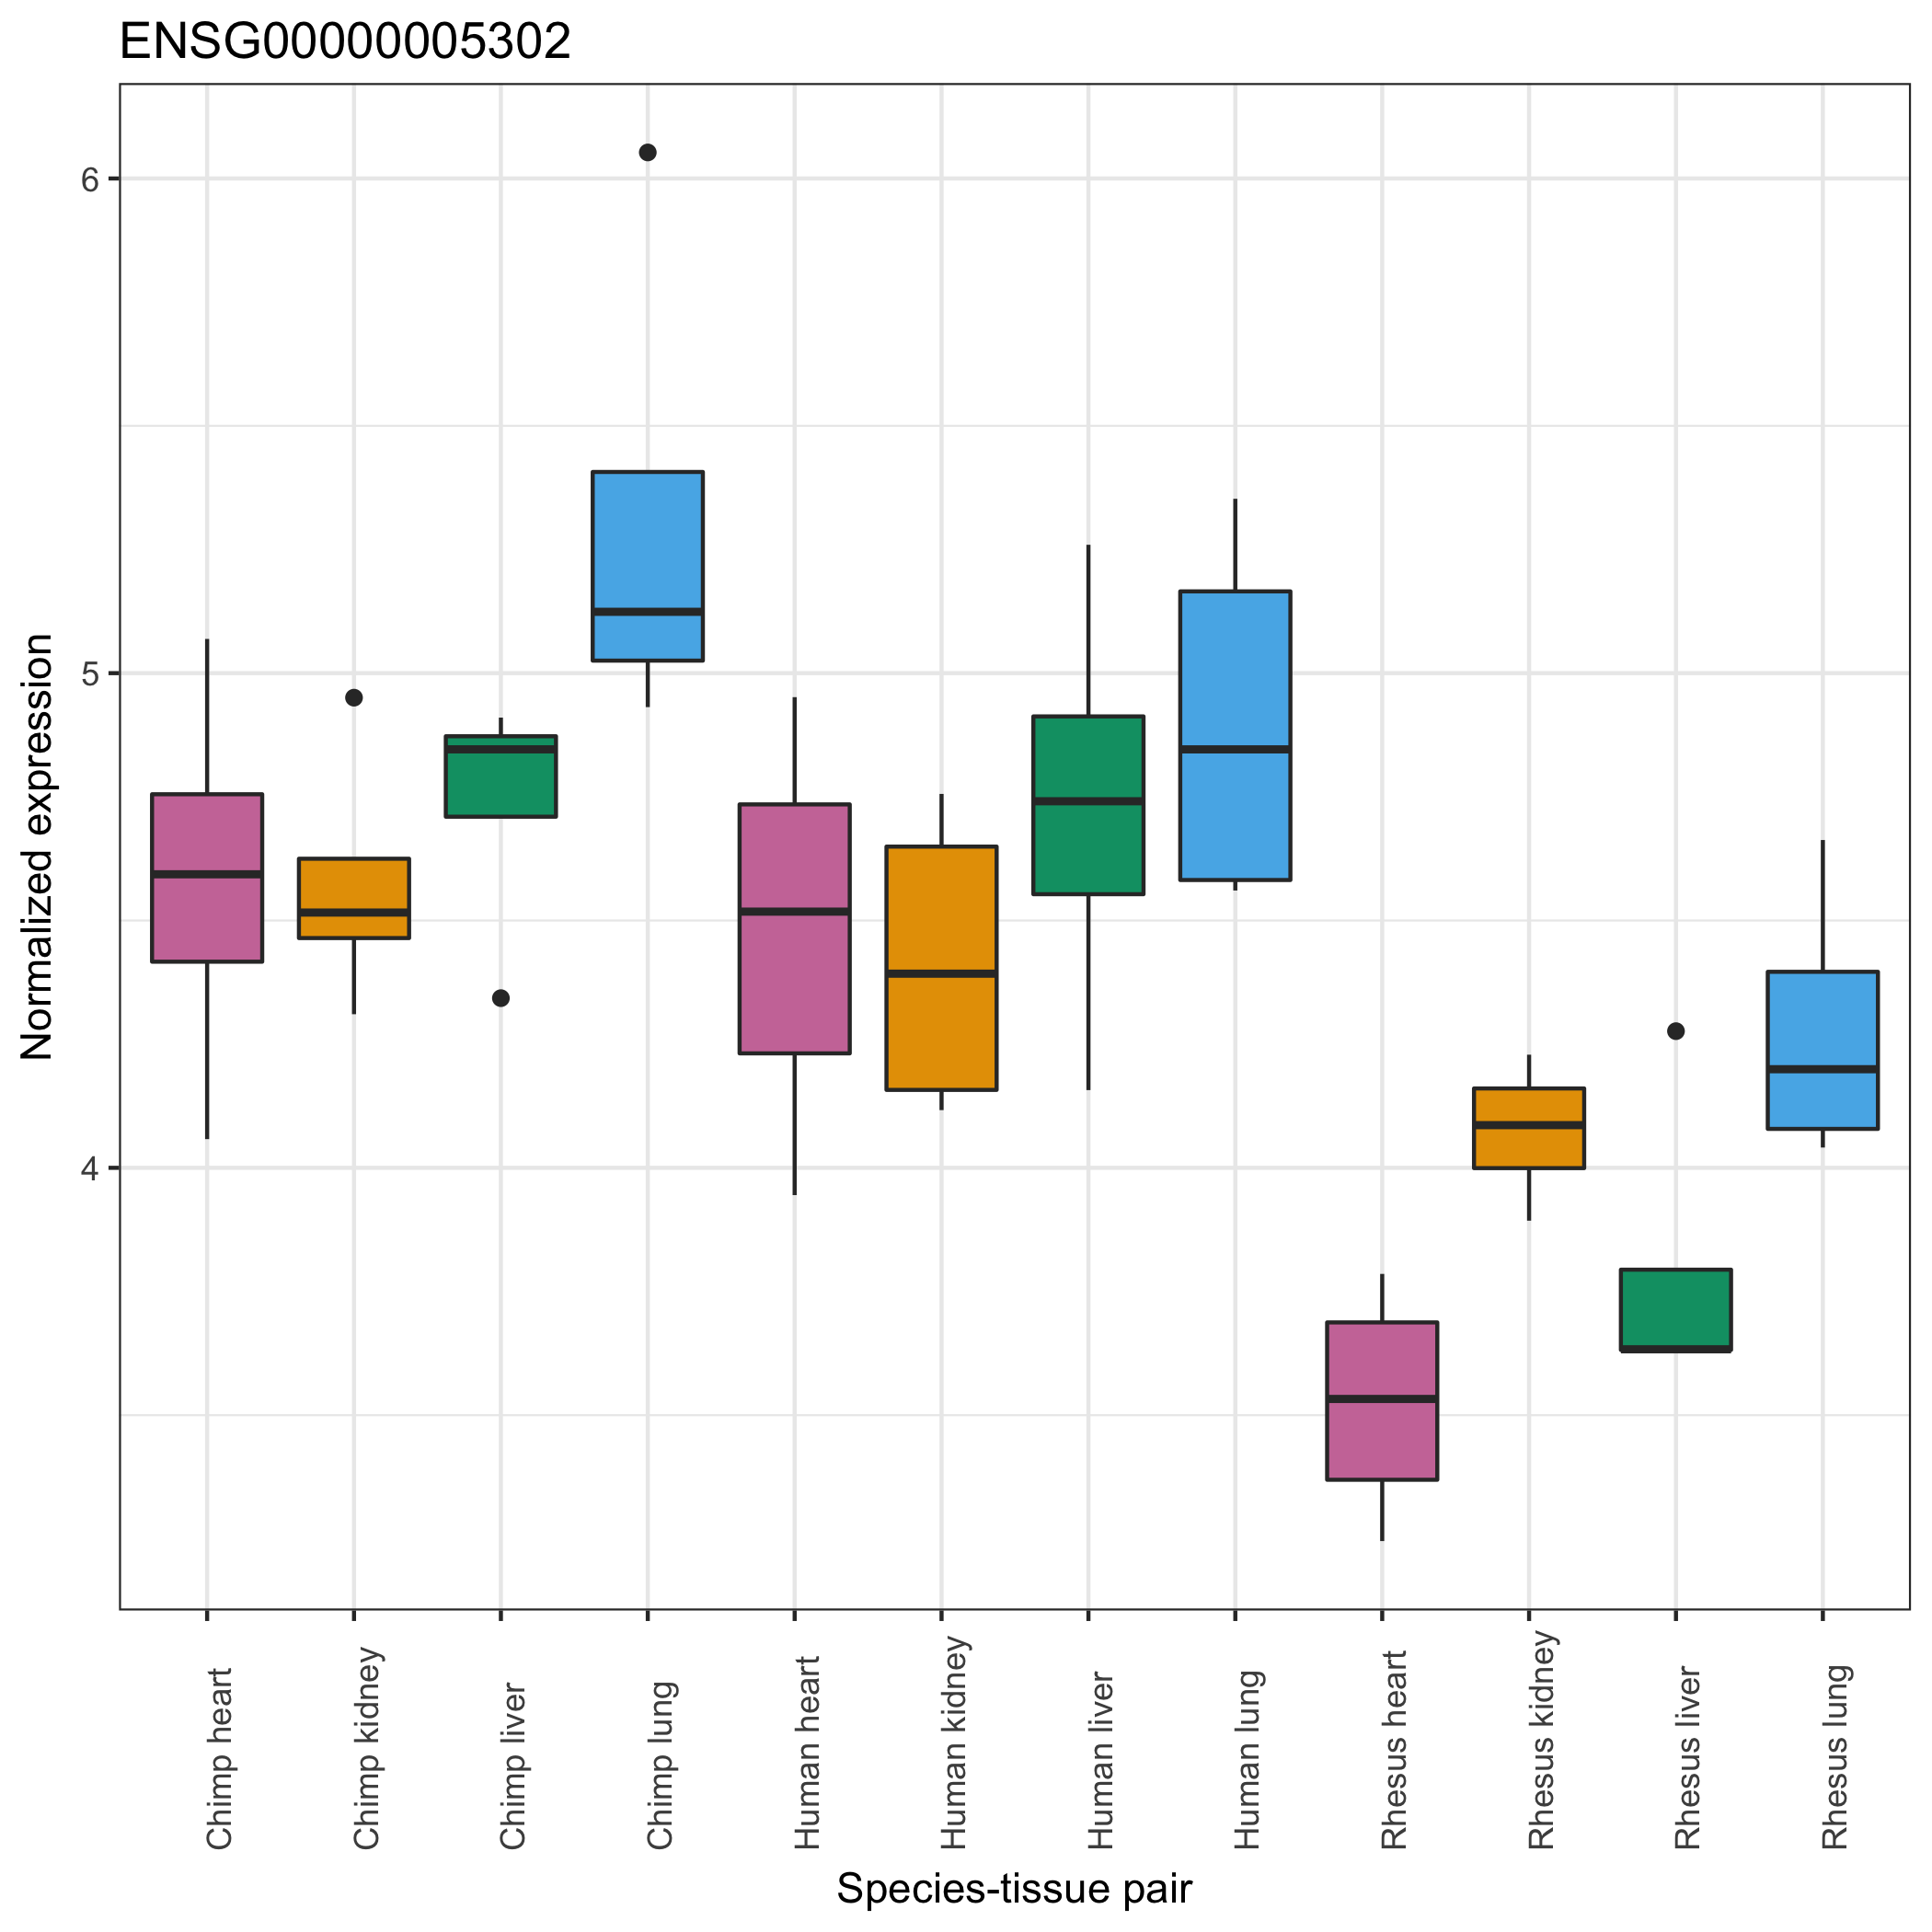 ENSG00000005302
6
5
4
Normalized expression
Chimp heart
Chimp kidney
Chimp liver
Chimp lung
Human heart
Human kidney
Human liver
Human lung
Rhesus heart
Rhesus kidney
Rhesus liver
Rhesus lung
Species-tissue pair